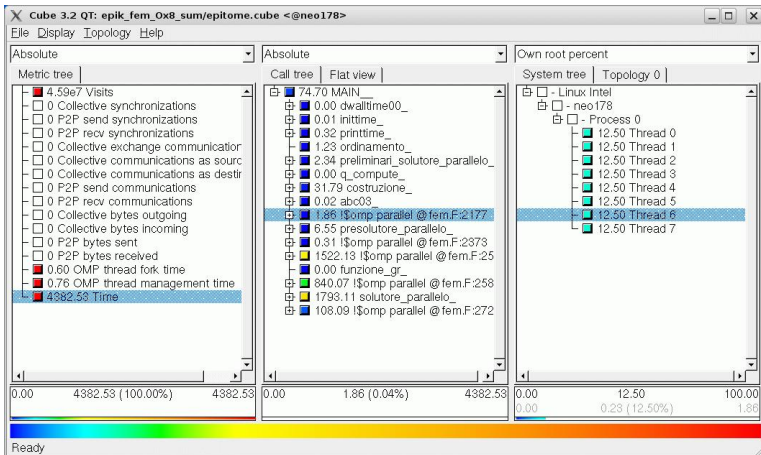 Cube 3.2 QT: epik_fem_Ox8_sum/epitome.cube <@neo178>
File Display Topology Help
Absolute
Metric tree
4.59e7 Visits
0 Collective synchronizations
0 P2P send synchronizations
0 P2P recv synchronizations
0 Collective exchange communication
0 Collective communications as sourc
0 Collective communications as destir
0 P2P send communications
0 P2P recv communications
0 Collective bytes outgoing
0 Collective bytes incoming
0 P2P bytes sent
0 P2P bytes received
0.60 OMP thread fork time
0.76 OMP thread management time
4382.53 Time
0.00 4382.53 (100.00%) 4382.53
Absolute
Call tree Flat view
74.70 MAIN__
0.00 dwalltime00_
0.01 inittime_
0.32 printtime_
1.23 ordinamento_
2.34 preliminari_solutore_parallelo_
0.00 q_compute_
31.79 costruzione_
0.02 abc03_
1.86 !$omp parallel @fem.F:2177
6.55 presolutore_parallelo_
0.31 !$omp parallel @fem.F:2373
1522.13 !$omp parallel @fem.F:25
0.00 funzione_gr_
840.07 !$omp parallel @fem.F:258
1793.11 solutore_parallelo_
108.09 !$omp parallel @fem.F:272
0.00 1.86 (0.04%) 4382.53
Own root percent
System tree Topology 0
- Linux Intel
- neo178
- Process 0
12.50 Thread 0
12.50 Thread 1
12.50 Thread 2
12.50 Thread 3
12.50 Thread 4
12.50 Thread 5
12.50 Thread 6
12.50 Thread 7
0.00 12.50 100.00
0.00 0.23 (12.50%) 1.86
Ready